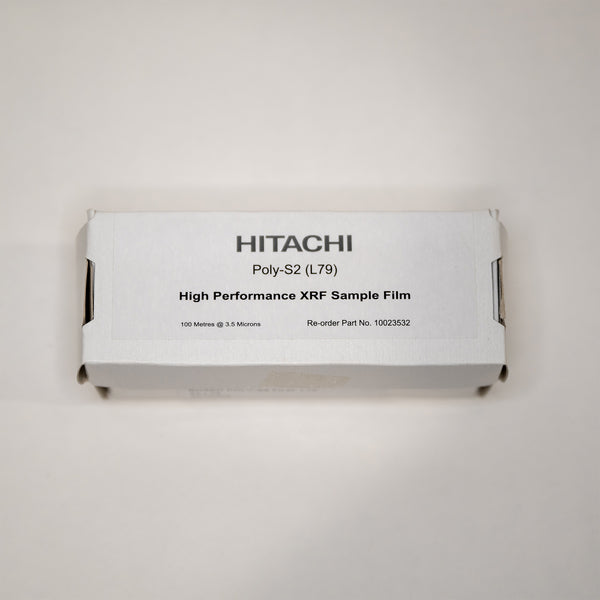 HITACHI
Poly-S2 (L79)
High Performance XRF Sample Film
100 Metres @ 3.5 Microns Re-order Part No. 10023532